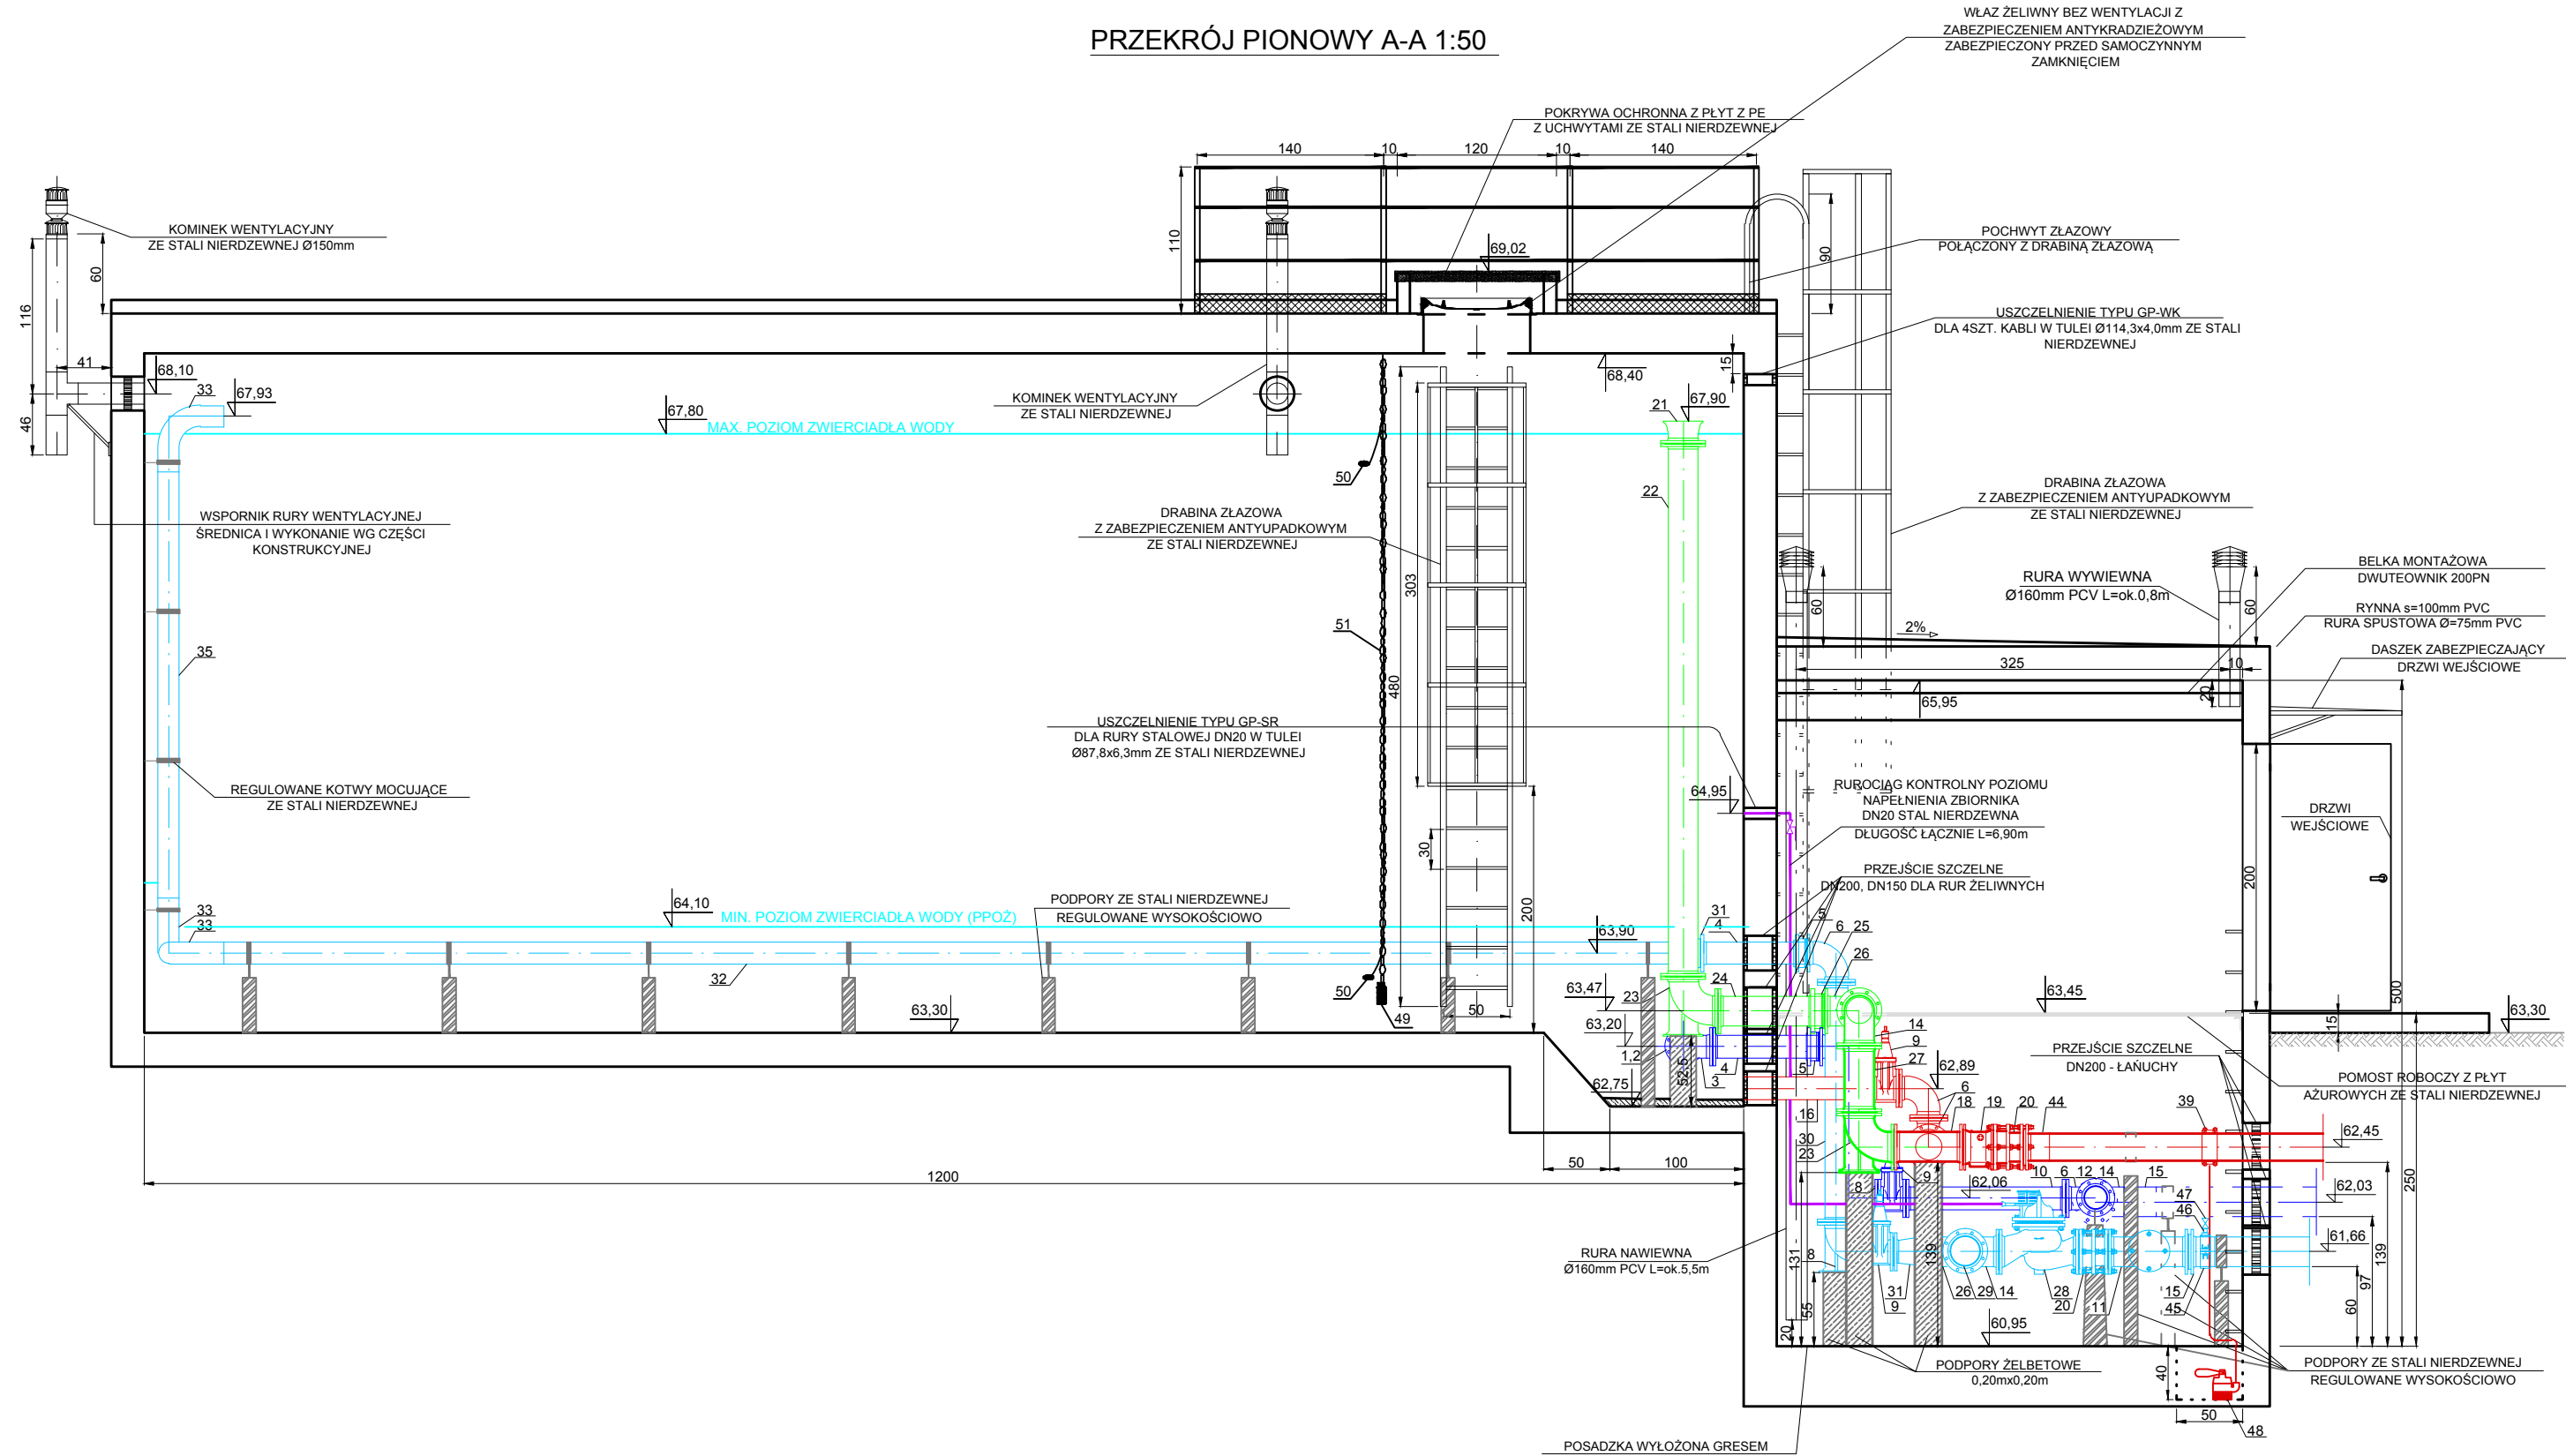 PRZEKRÓJ PIONOWY A-A 1:50
WŁAZ ŻELIWNY BEZ WENTYLACJI Z
ZABEZPIECZENIEM ANTYKRADZIEŻOWYM
ZABEZPIECZONY PRZED SAMOCZYNNYM
ZAMKNIĘCIEM
POKRYWA OCHRONNA Z PŁYT Z PE
Z UCHWYTAMI ZE STALI NIERDZEWNEJ
140
10
120
10
140
110
69,02
90
KOMINEK WENTYLACYJNY
ZE STALI NIERDZEWNEJ Ø150mm
POCHWYT ZŁAZOWY
POŁĄCZONY Z DRABINĄ ZŁAZOWĄ
116
60
41
46
68,10
33
67,93
USZCZELNIENIE TYPU GP-WK
DLA 4SZT. KABLI W TULEI Ø114,3x4,0mm ZE STALI
NIERDZEWNEJ
15
68,40
KOMINEK WENTYLACYJNY
ZE STALI NIERDZEWNEJ
67,80
MAX. POZIOM ZWIERCIADŁA WODY
21
67,90
50
22
WSPORNIK RURY WENTYLACYJNEJ
ŚREDNICA I WYKONANIE WG CZĘŚCI
KONSTRUKCYJNEJ
DRABINA ZŁAZOWA
Z ZABEZPIECZENIEM ANTYUPADKOWYM
ZE STALI NIERDZEWNEJ
DRABINA ZŁAZOWA
Z ZABEZPIECZENIEM ANTYUPADKOWYM
ZE STALI NIERDZEWNEJ
303
480
51
35
RURA WYWIEWNA
Ø160mm PCV L=ok.0,8m
60
60
BELKA MONTAŻOWA
DWUTEOWNIK 200PN
RYNNA s=100mm PVC
RURA SPUSTOWA Ø=75mm PVC
DASZEK ZABEZPIECZAJĄCY
DRZWI WEJŚCIOWE
2%
325
10
20
65,95
USZCZELNIENIE TYPU GP-SR
DLA RURY STALOWEJ DN20 W TULEI
Ø87,8x6,3mm ZE STALI NIERDZEWNEJ
REGULOWANE KOTWY MOCUJĄCE
ZE STALI NIERDZEWNEJ
64,95
RUROCIĄG KONTROLNY POZIOMU
NAPEŁNIENIA ZBIORNIKA
DN20 STAL NIERDZEWNA
DŁUGOŚĆ ŁĄCZNIE L=6,90m
DRZWI
WEJŚCIOWE
30
200
200
500
PRZEJŚCIE SZCZELNE
DN200, DN150 DLA RUR ŻELIWNYCH
PODPORY ZE STALI NIERDZEWNEJ
REGULOWANE WYSOKOŚCIOWO
64,10
MIN. POZIOM ZWIERCIADŁA WODY (PPOŻ)
33
33
32
63,90
31
4
5
6
25
26
63,47
23
24
50
49
50
63,30
63,20
1,2
3
4
5
52,5
62,75
63,45
15
63,30
14
9
27
62,89
6
PRZEJŚCIE SZCZELNE
DN200 - ŁAŃUCHY
POMOST ROBOCZY Z PŁYT
AŻUROWYCH ZE STALI NIERDZEWNEJ
16
30
23
18
19
20
44
39
62,45
50
100
1200
8
9
62,06
10
6
12
14
15
47
46
62,03
250
61,66
RURA NAWIEWNA
Ø160mm PCV L=ok.5,5m
131
8
139
31
9
26
29
14
28
20
11
15
45
60
97
139
55
20
60,95
PODPORY ŻELBETOWE
0,20mx0,20m
PODPORY ZE STALI NIERDZEWNEJ
REGULOWANE WYSOKOŚCIOWO
40
50
48
POSADZKA WYŁOŻONA GRESEM